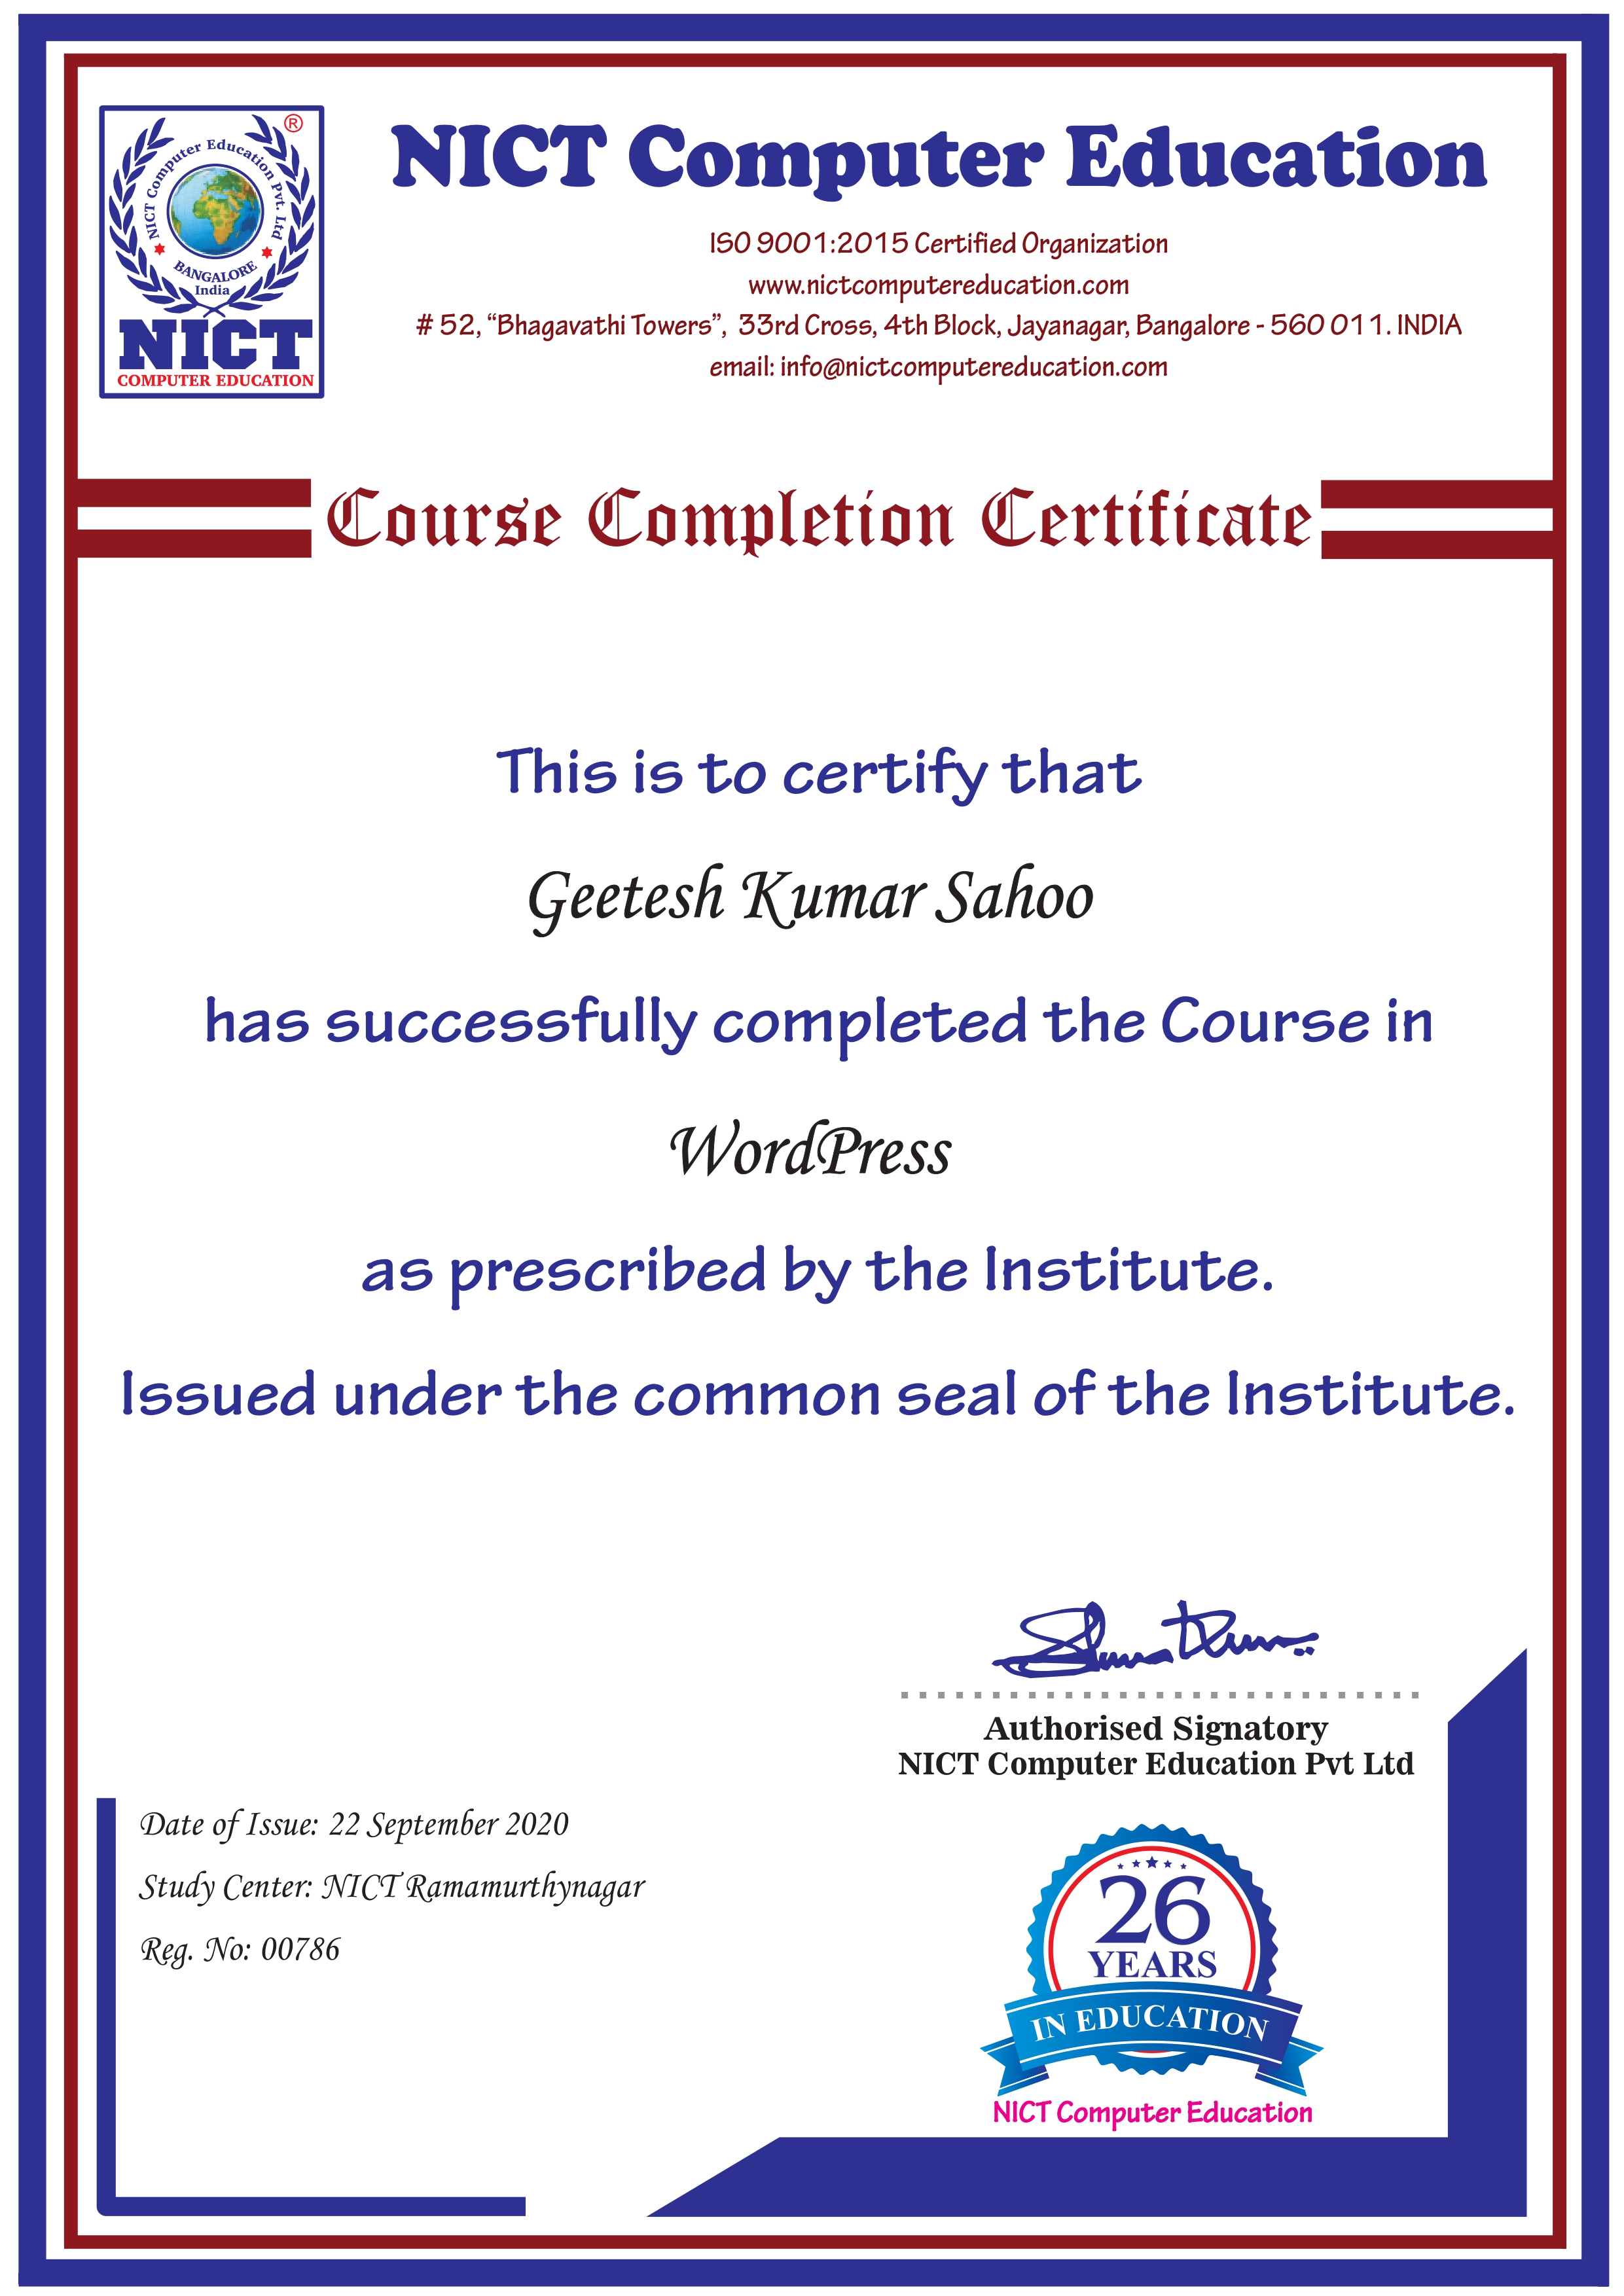 ®
NICT Computer Education Pvt. Ltd
BANGALORE
India
NICT
COMPUTER EDUCATION
NICT Computer Education
ISO 9001:2015 Certified Organization
www.nictcomputereducation.com
# 52, “Bhagavathi Towers”, 33rd Cross, 4th Block, Jayanagar, Bangalore - 560 011. INDIA
email: info@nictcomputereducation.com
Course Completion Certificate
This is to certify that
Geetesh Kumar Sahoo
has successfully completed the Course in
WordPress
as prescribed by the Institute.
Issued under the common seal of the Institute.
Authorised Signatory
NICT Computer Education Pvt Ltd
Date of Issue: 22 September 2020
Study Center: NICT Ramamurthynagar
Reg. No: 00786
26
YEARS
IN EDUCATION
NICT Computer Education